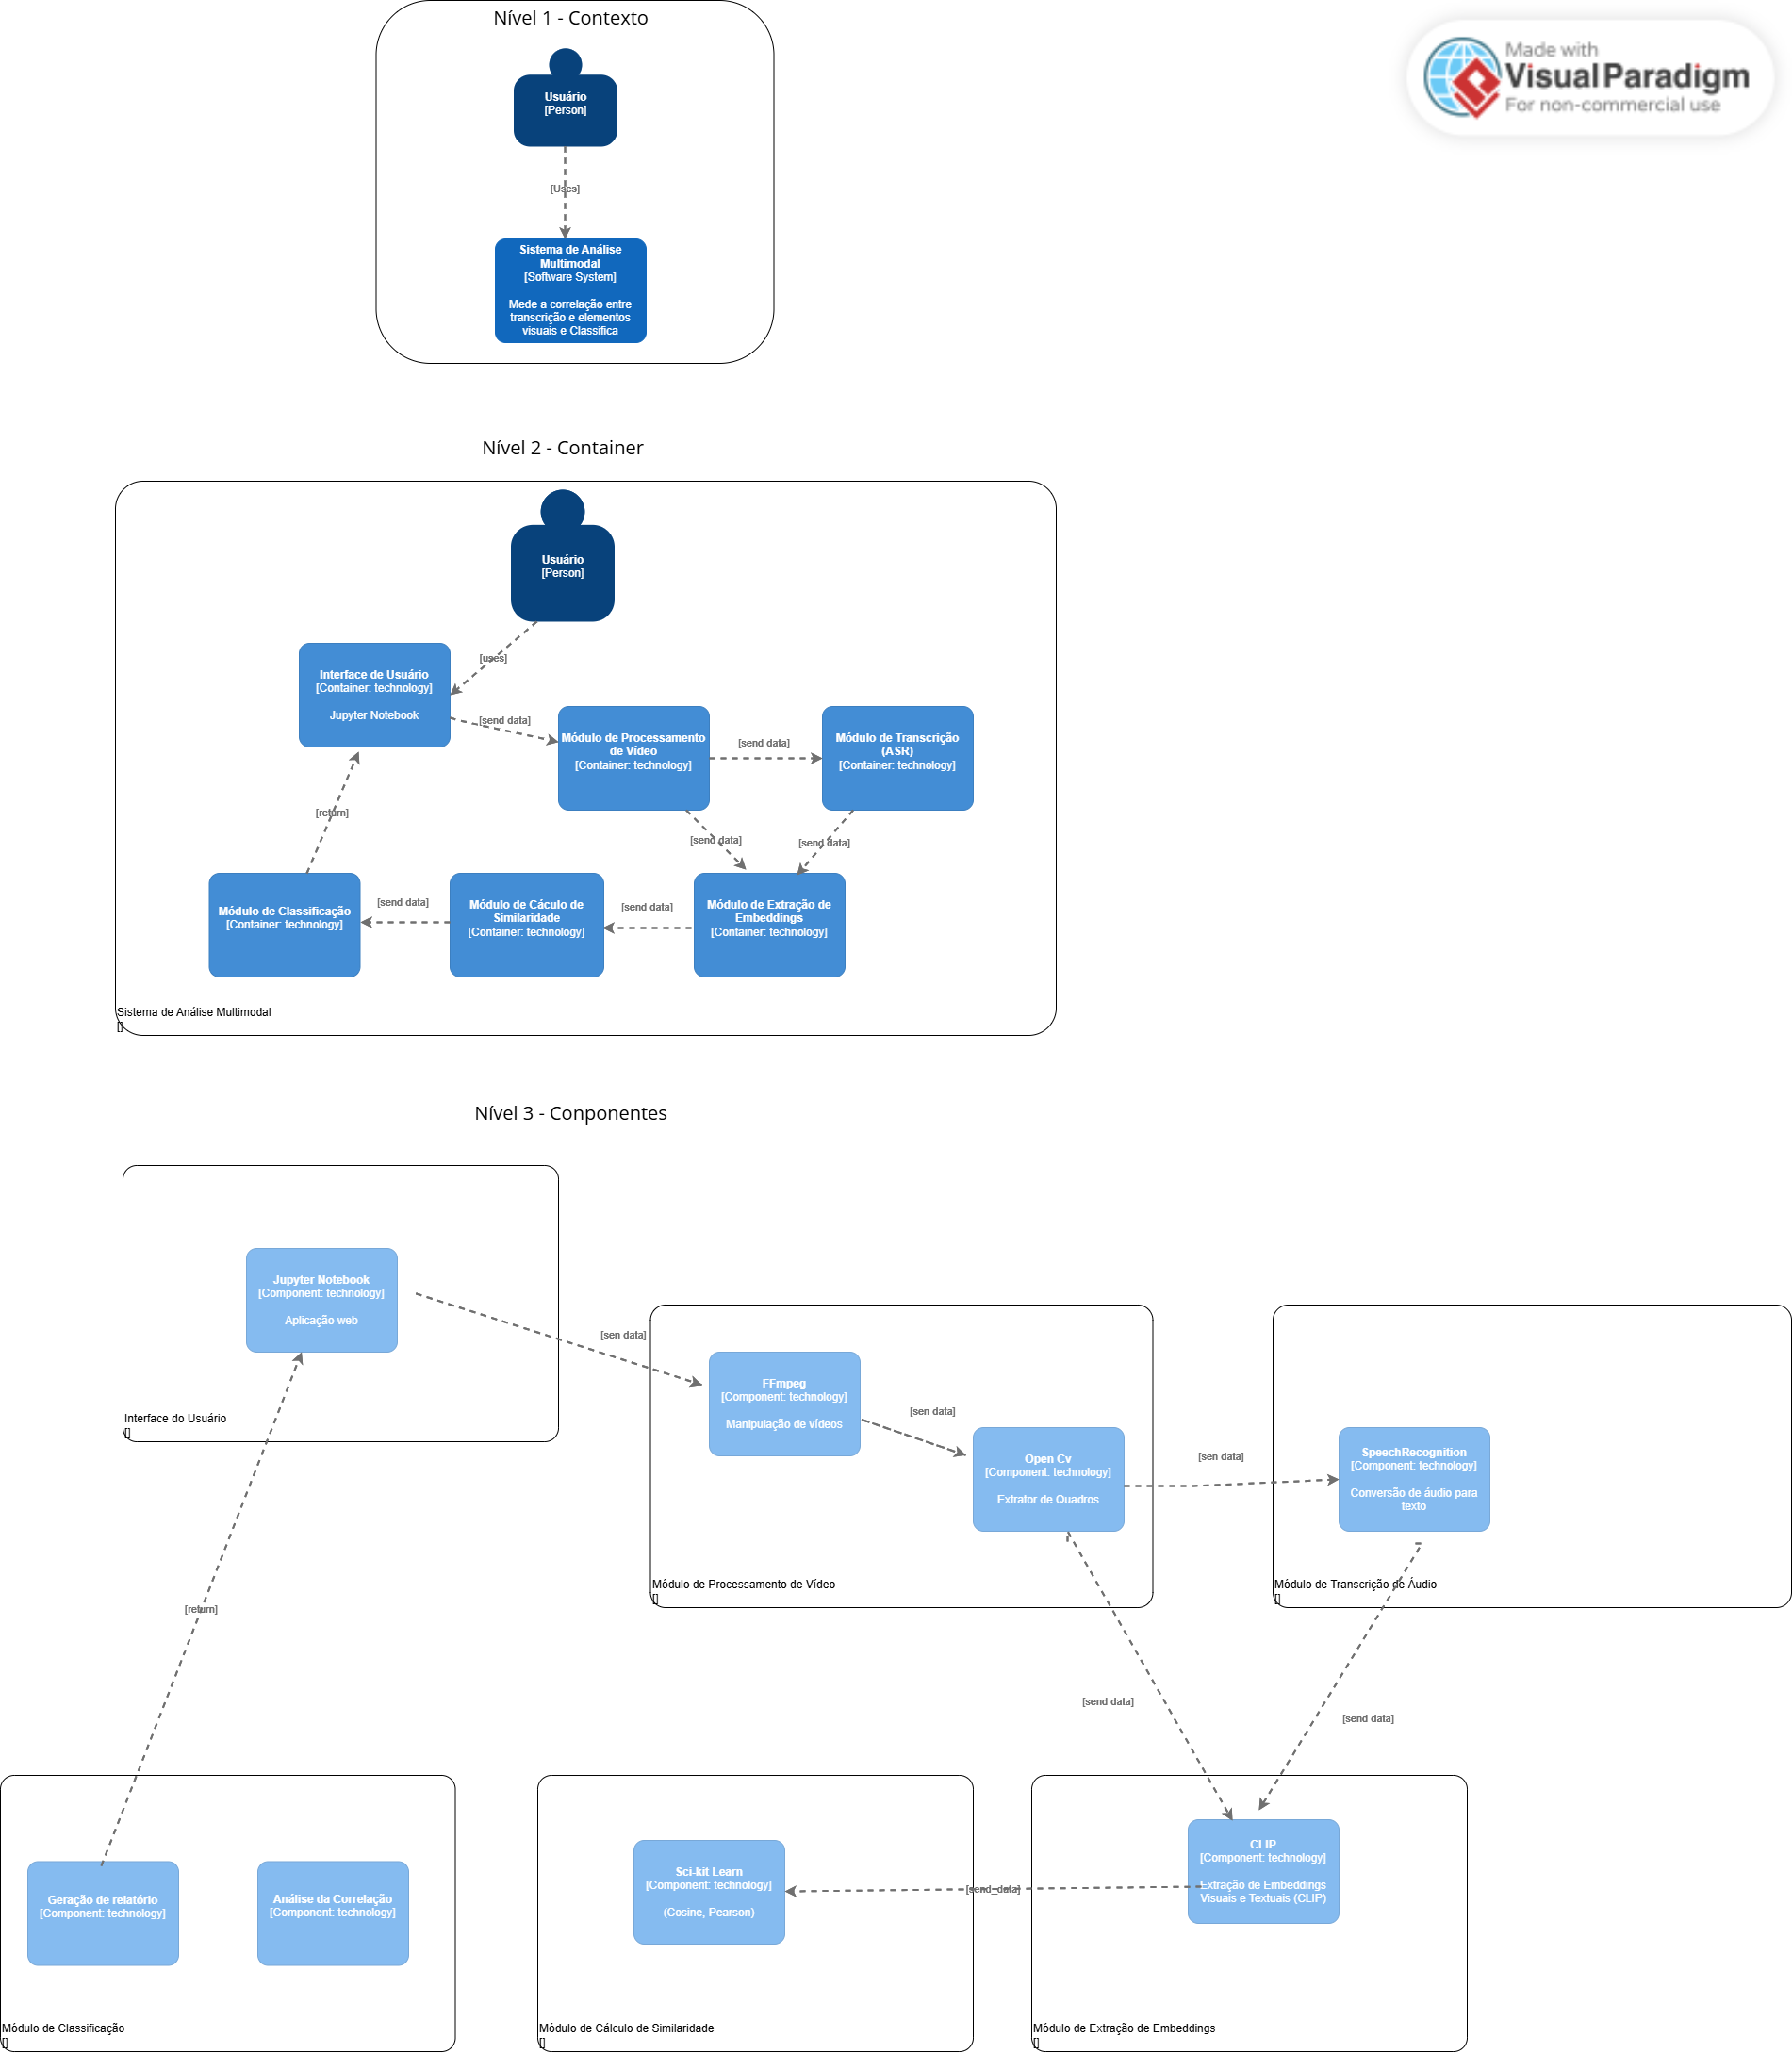 Nível 1 - Contexto
Made with
Visual Paradigm
For non-commercial use
Usuário
[Person]
[Uses]
Sistema de Análise
Multimodal
[Software System]
Mede a correlação entre
transcrição e elementos
visuais e Classifica
Nível 2 - Container
Usuário
[Person]
[uses]
Interface de Usuário
[Container: technology]
Jupyter Notebook
[send data]
Módulo de Processamento
de Vídeo
[Container: technology]
[send data]
Módulo de Transcrição
(ASR)
[Container: technology]
[return]
[send data]
[send data]
Módulo de Classificação
[Container: technology]
[send data]
Módulo de Cáculo de
Similaridade
[Container: technology]
[send data]
Módulo de Extração de
Embeddings
[Container: technology]
Sistema de Análise Multimodal
[]
Nível 3 - Conponentes
Jupyter Notebook
[Component: technology]
Aplicação web
[sen data]
Interface do Usuário
[]
FFmpeg
[Component: technology]
Manipulação de vídeos
[sen data]
Open Cv
[Component: technology]
Extrator de Quadros
[sen data]
SpeechRecognition
[Component: technology]
Conversão de áudio para
texto
Módulo de Processamento de Vídeo
[]
Módulo de Transcrição de Áudio
[]
[return]
[send data]
[send data]
Geração de relatório
[Component: technology]
Análise da Correlação
[Component: technology]
Sci-kit Learn
[Component: technology]
(Cosine, Pearson)
[send_data]
CLIP
[Component: technology]
Extração de Embeddings
Visuais e Textuais (CLIP)
Módulo de Classificação
[]
Módulo de Cálculo de Similaridade
[]
Módulo de Extração de Embeddings
[]